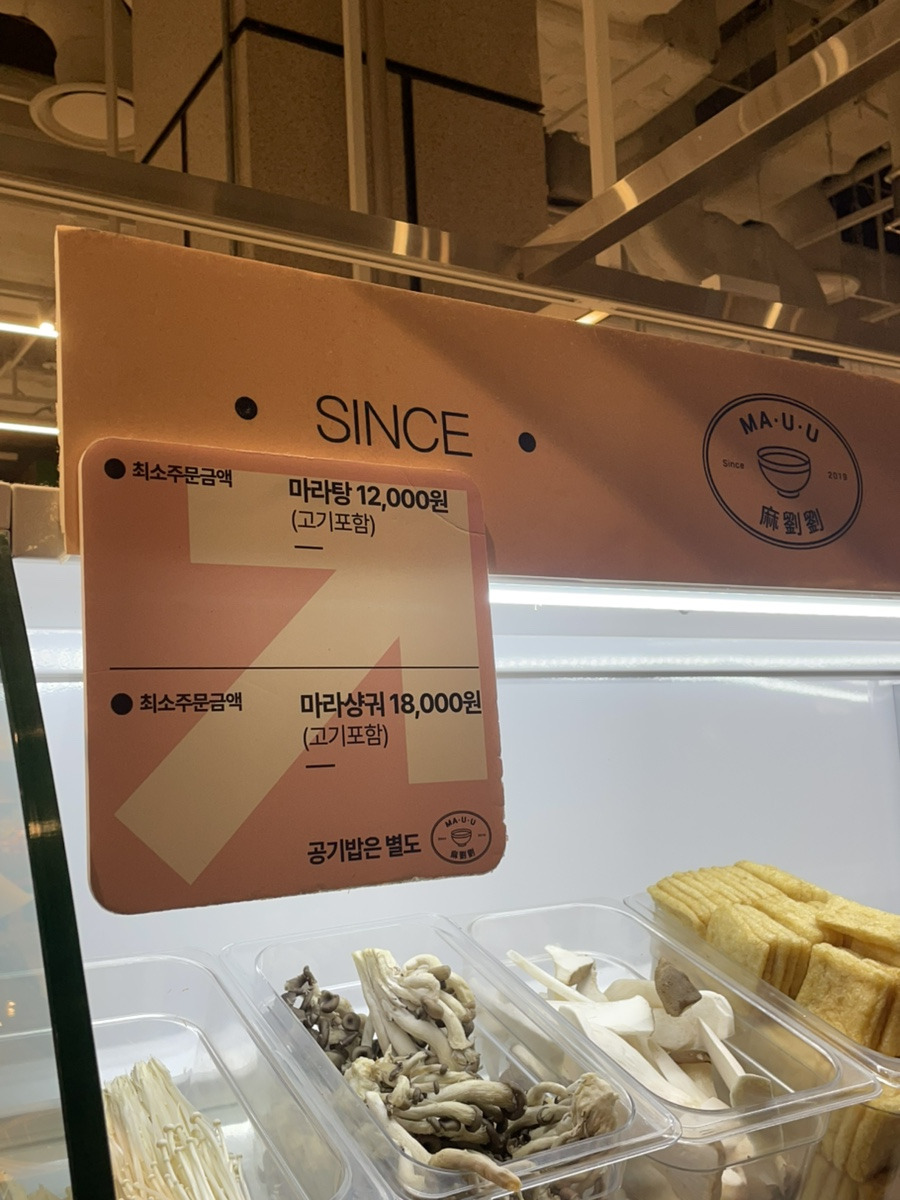 SINCE
MA·U·U
Since 2019
麻劉劉
최소주문금액
마라탕 12,000원
(고기포함)
최소주문금액
마라샹궈 18,000원
(고기포함)
공기밥은 별도
MA·U·U
麻劉劉